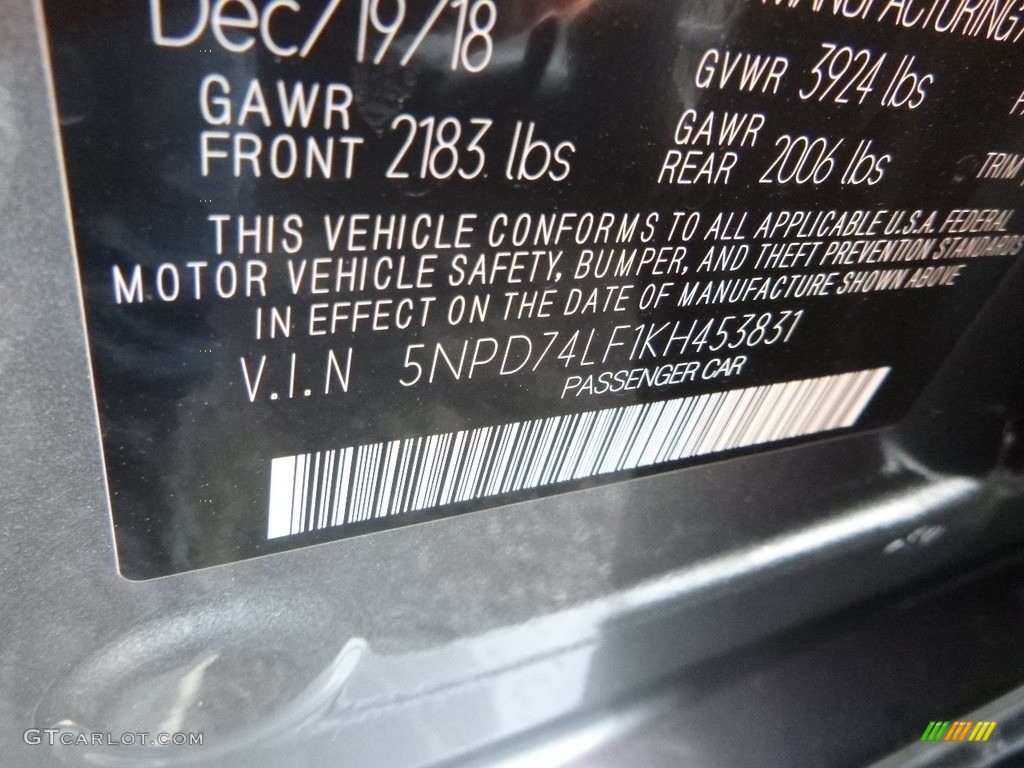 Dec/19/18
MANUFACTURING
GAWR FRONT 2183 lbs
GVWR 3924 lbs
GAWR REAR 2006 lbs
TRIM
THIS VEHICLE CONFORMS TO ALL APPLICABLE U.S.A. FEDERAL
MOTOR VEHICLE SAFETY, BUMPER, AND THEFT PREVENTION STANDARDS
IN EFFECT ON THE DATE OF MANUFACTURE SHOWN ABOVE
V.I.N 5NPD74LF1KH453831
PASSENGER CAR
GTCARLOT.COM